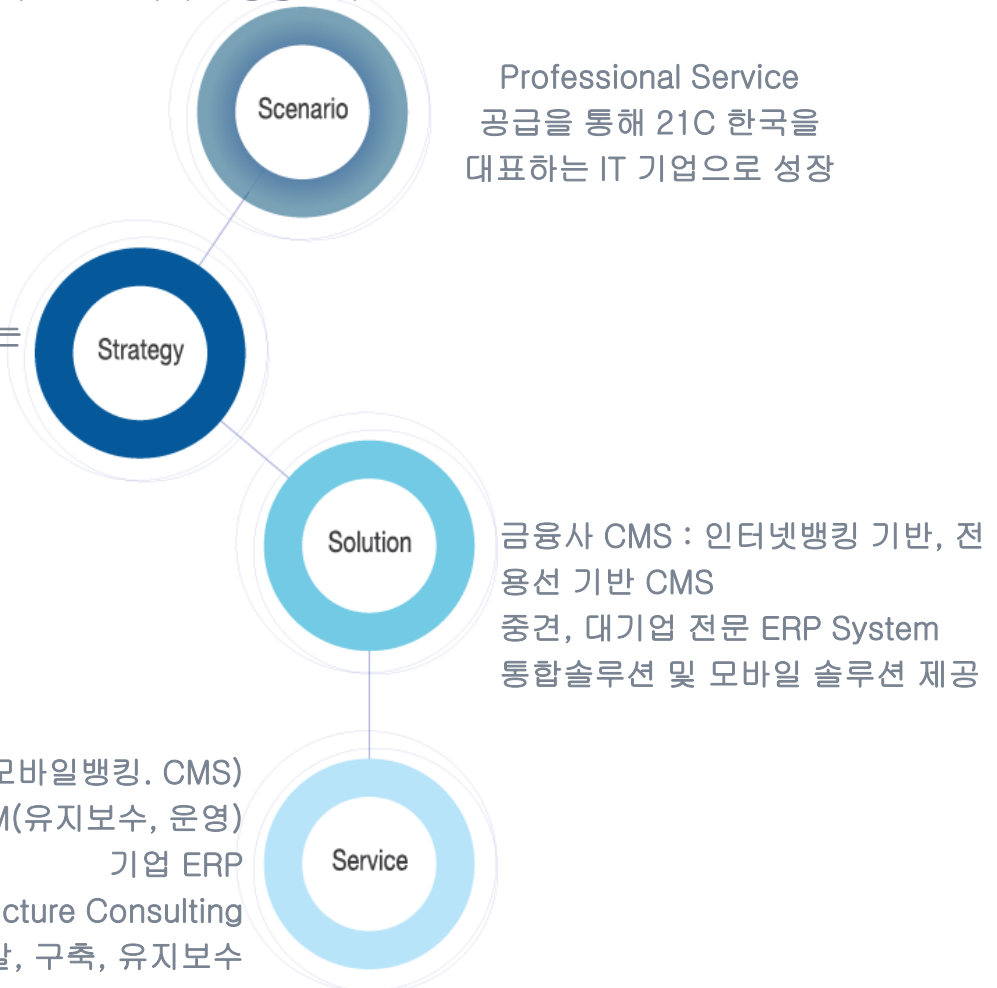 Scenario
Professional Service
공급을 통해 21C 한국을
대표하는 IT 기업으로 성장
Strategy
Solution
금융사 CMS : 인터넷뱅킹 기반, 전
용선 기반 CMS
중견, 대기업 전문 ERP System
통합솔루션 및 모바일 솔루션 제공
모바일뱅킹. CMS)
M(유지보수, 운영)
기업 ERP
Service
cture Consulting
, 구축, 유지보수